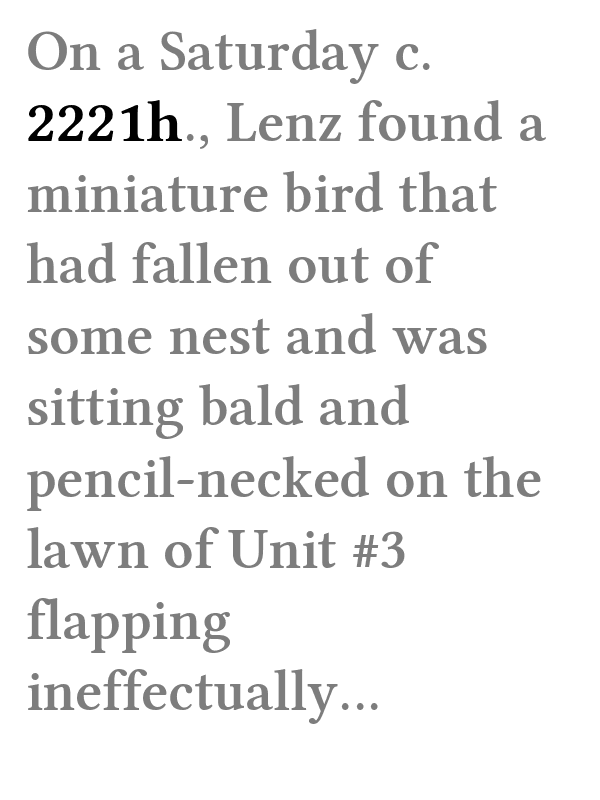 On a Saturday c.
2221h., Lenz found a
miniature bird that
had fallen out of
some nest and was
sitting bald and
pencil-necked on the
lawn of Unit #3
flapping
ineffectually...